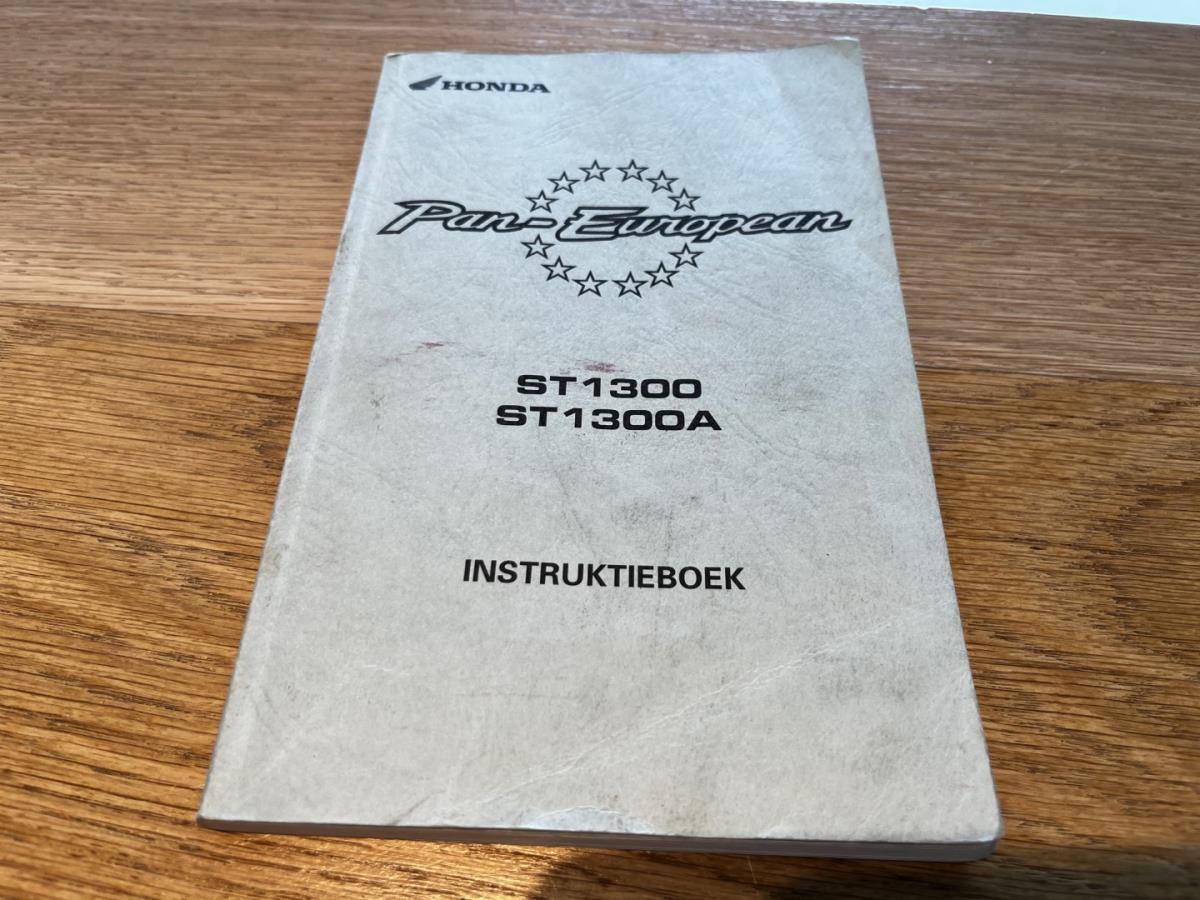 HONDA
Pan-European
ST1300
ST1300A
INSTRUKTIEBOEK